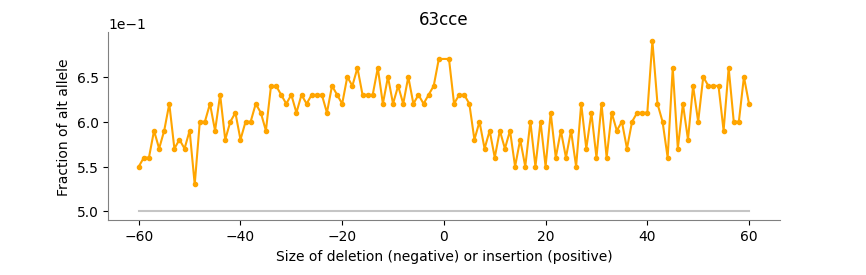 63cce
1e−1
Fraction of alt allele
6.5
6.0
5.5
5.0
−60 −40 −20 0 20 40 60
Size of deletion (negative) or insertion (positive)